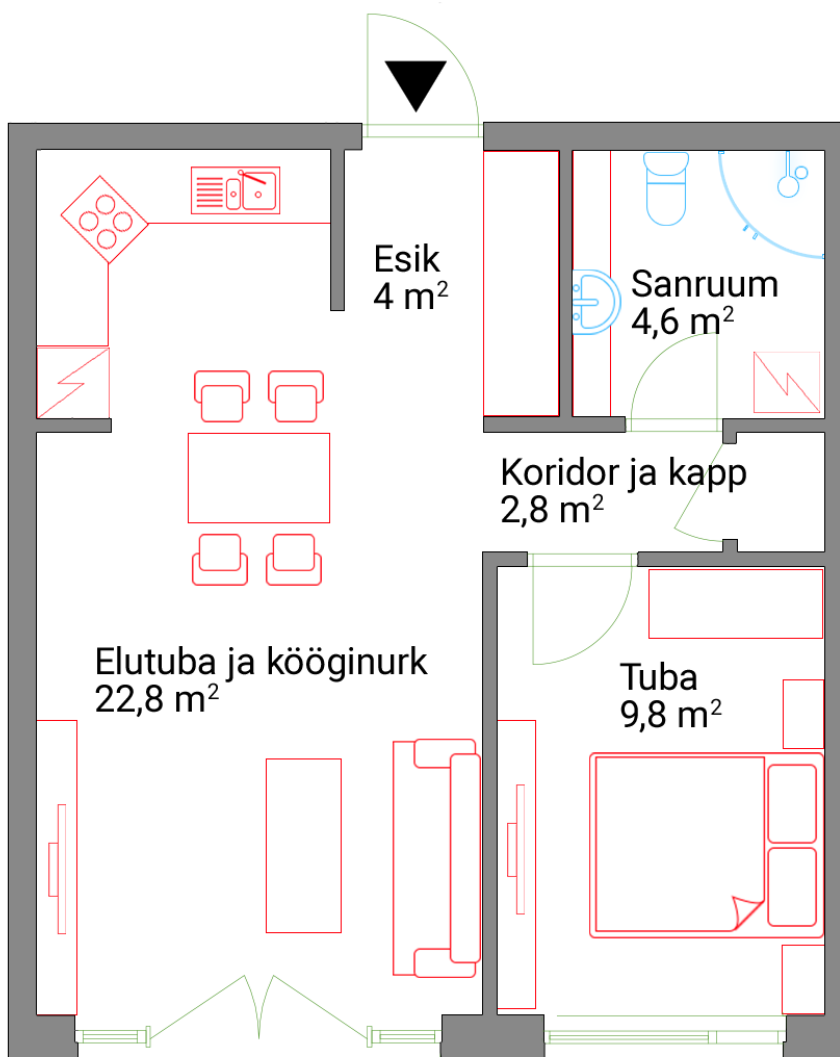 Esik
4 m²
Sanruum
4,6 m²
Koridor ja kapp
2,8 m²
Elutuba ja kööginurk
22,8 m²
Tuba
9,8 m²